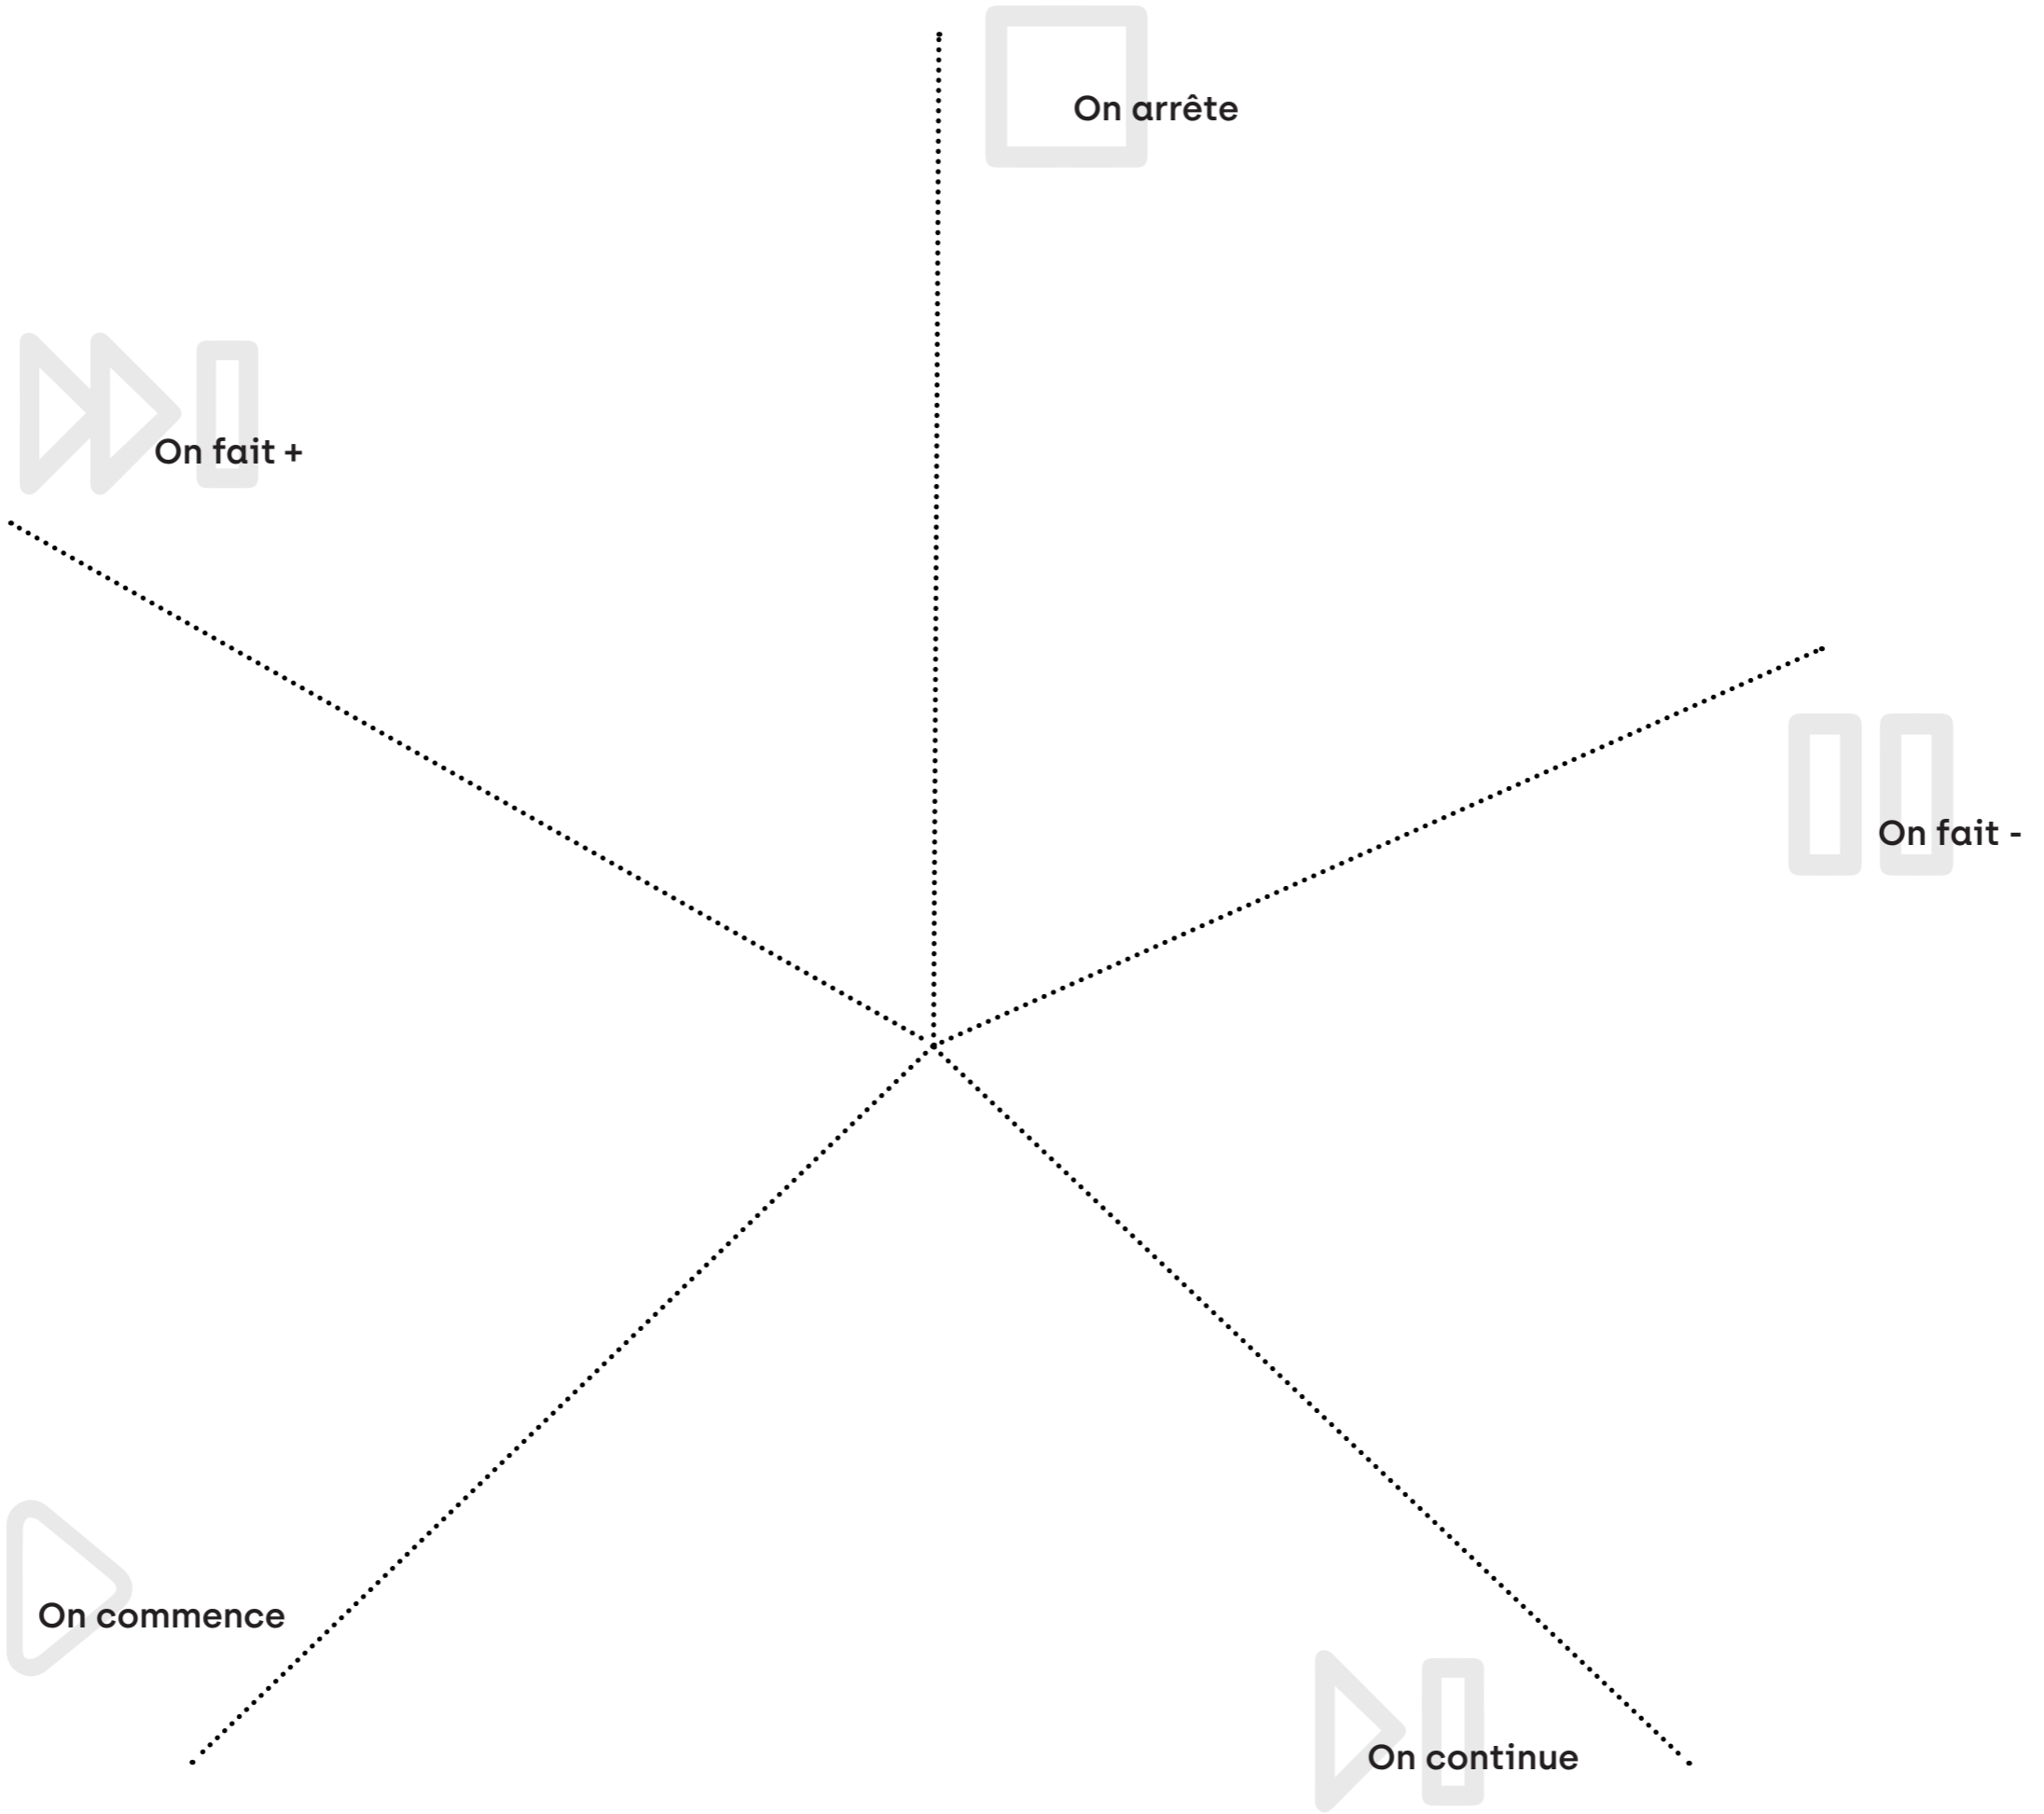 On arrête
On fait +
On fait -
On commence
On continue